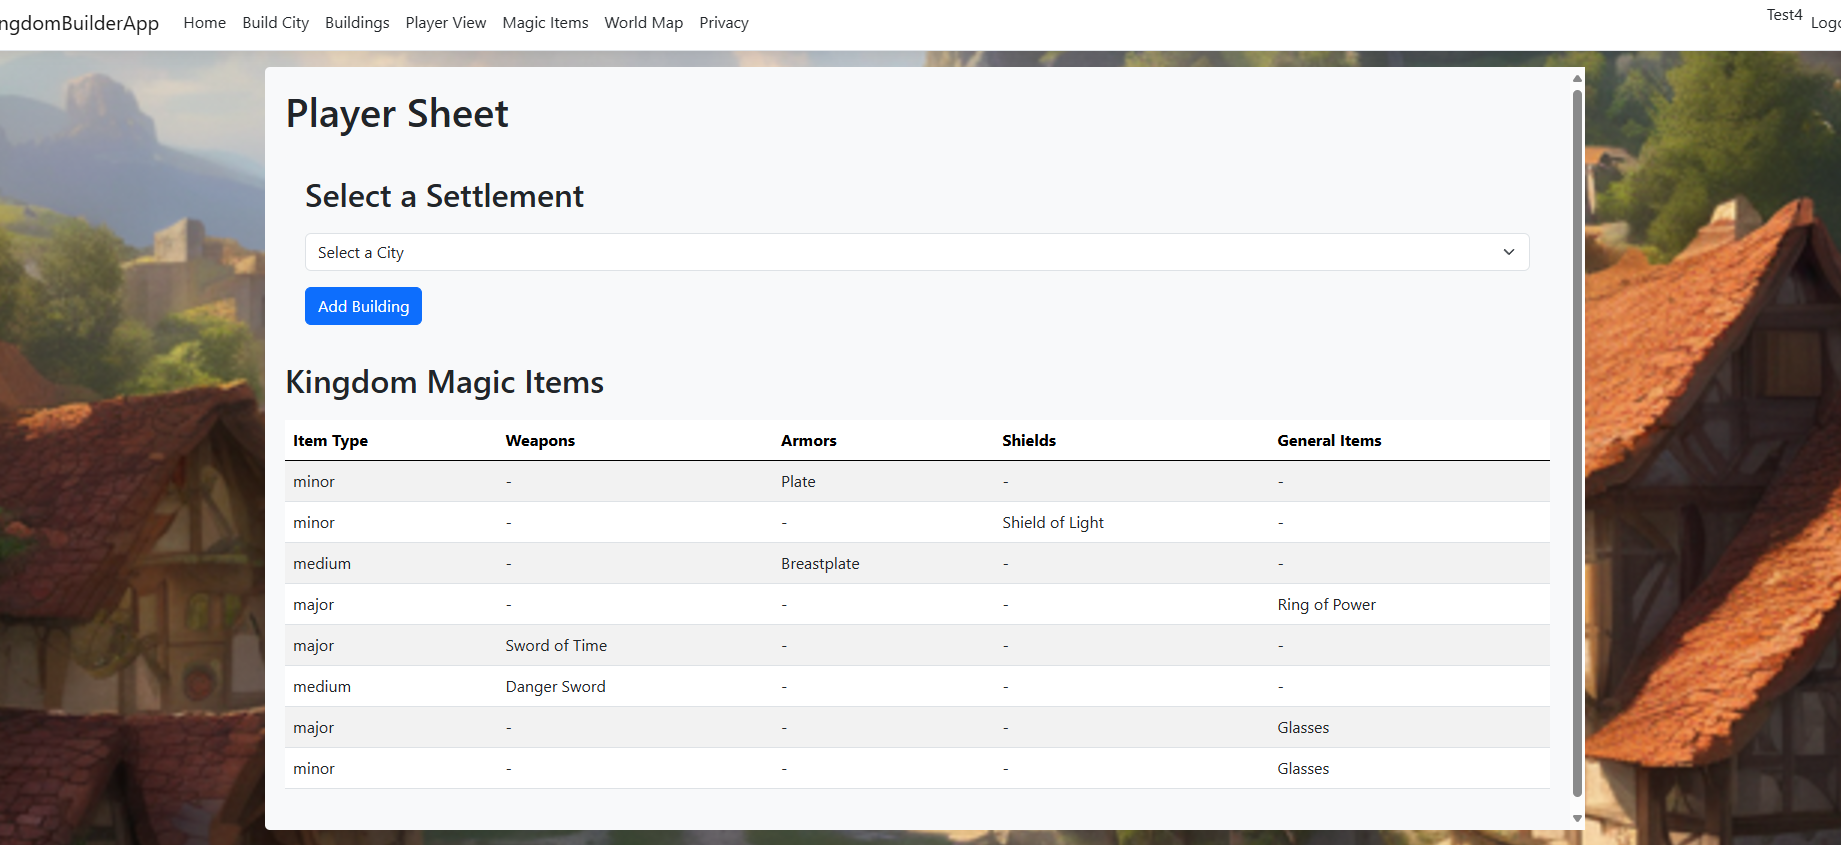 ngdomBuilderApp Home Build City Buildings Player View Magic Items World Map Privacy Test4 Logo
Player Sheet
Select a Settlement
Select a City
Add Building
Kingdom Magic Items
Item Type Weapons Armors Shields General Items
minor - Plate - -
minor - - Shield of Light -
medium - Breastplate - -
major - - - Ring of Power
major Sword of Time - - -
medium Danger Sword - - -
major - - - Glasses
minor - - - Glasses